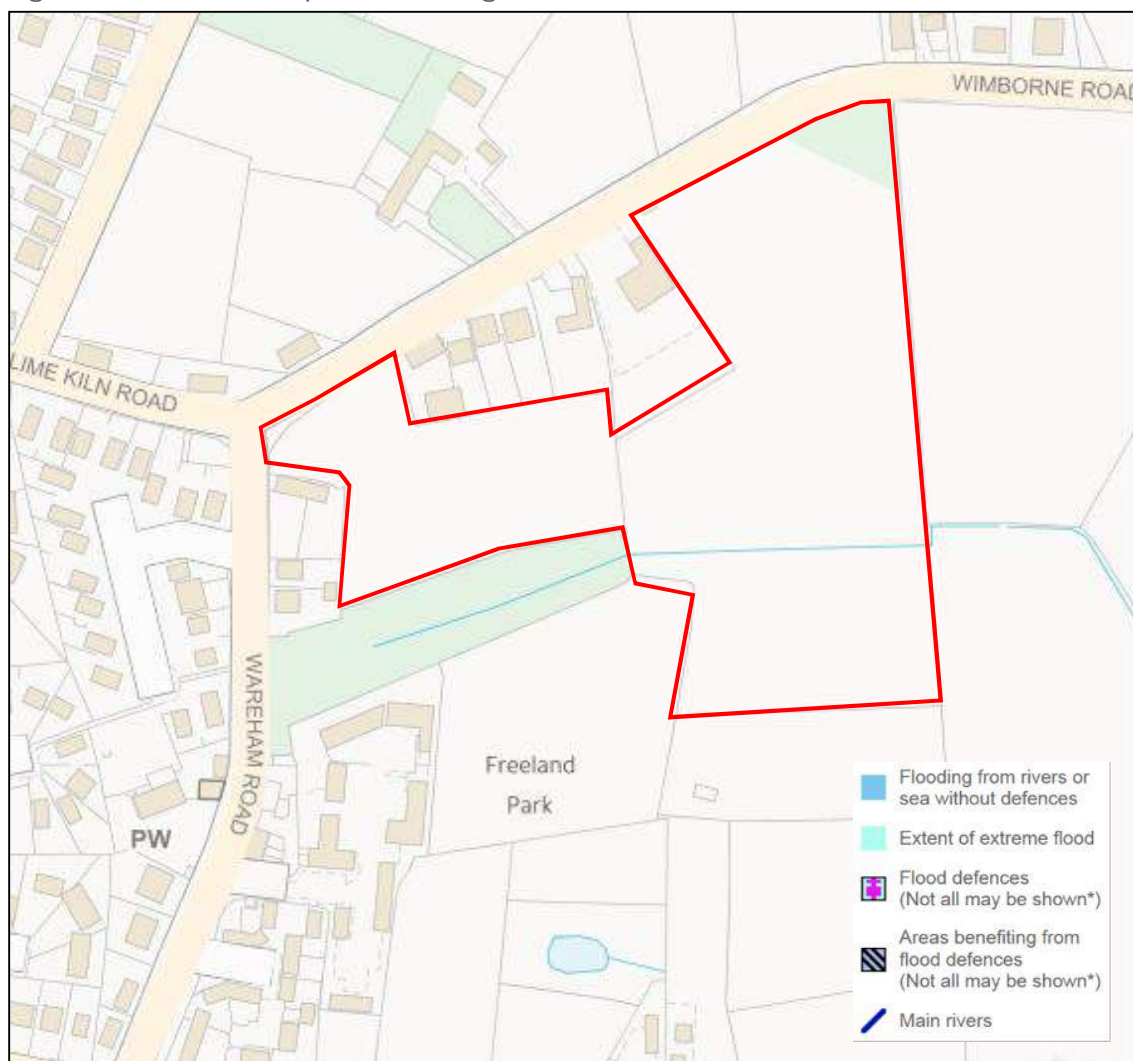 WIMBORNE ROAD
LIME KILN ROAD
WAREHAM ROAD
Freeland
Park
PW
Flooding from rivers or
sea without defences
Extent of extreme flood
Flood defences
(Not all may be shown*)
Areas benefiting from
flood defences
(Not all may be shown*)
Main rivers